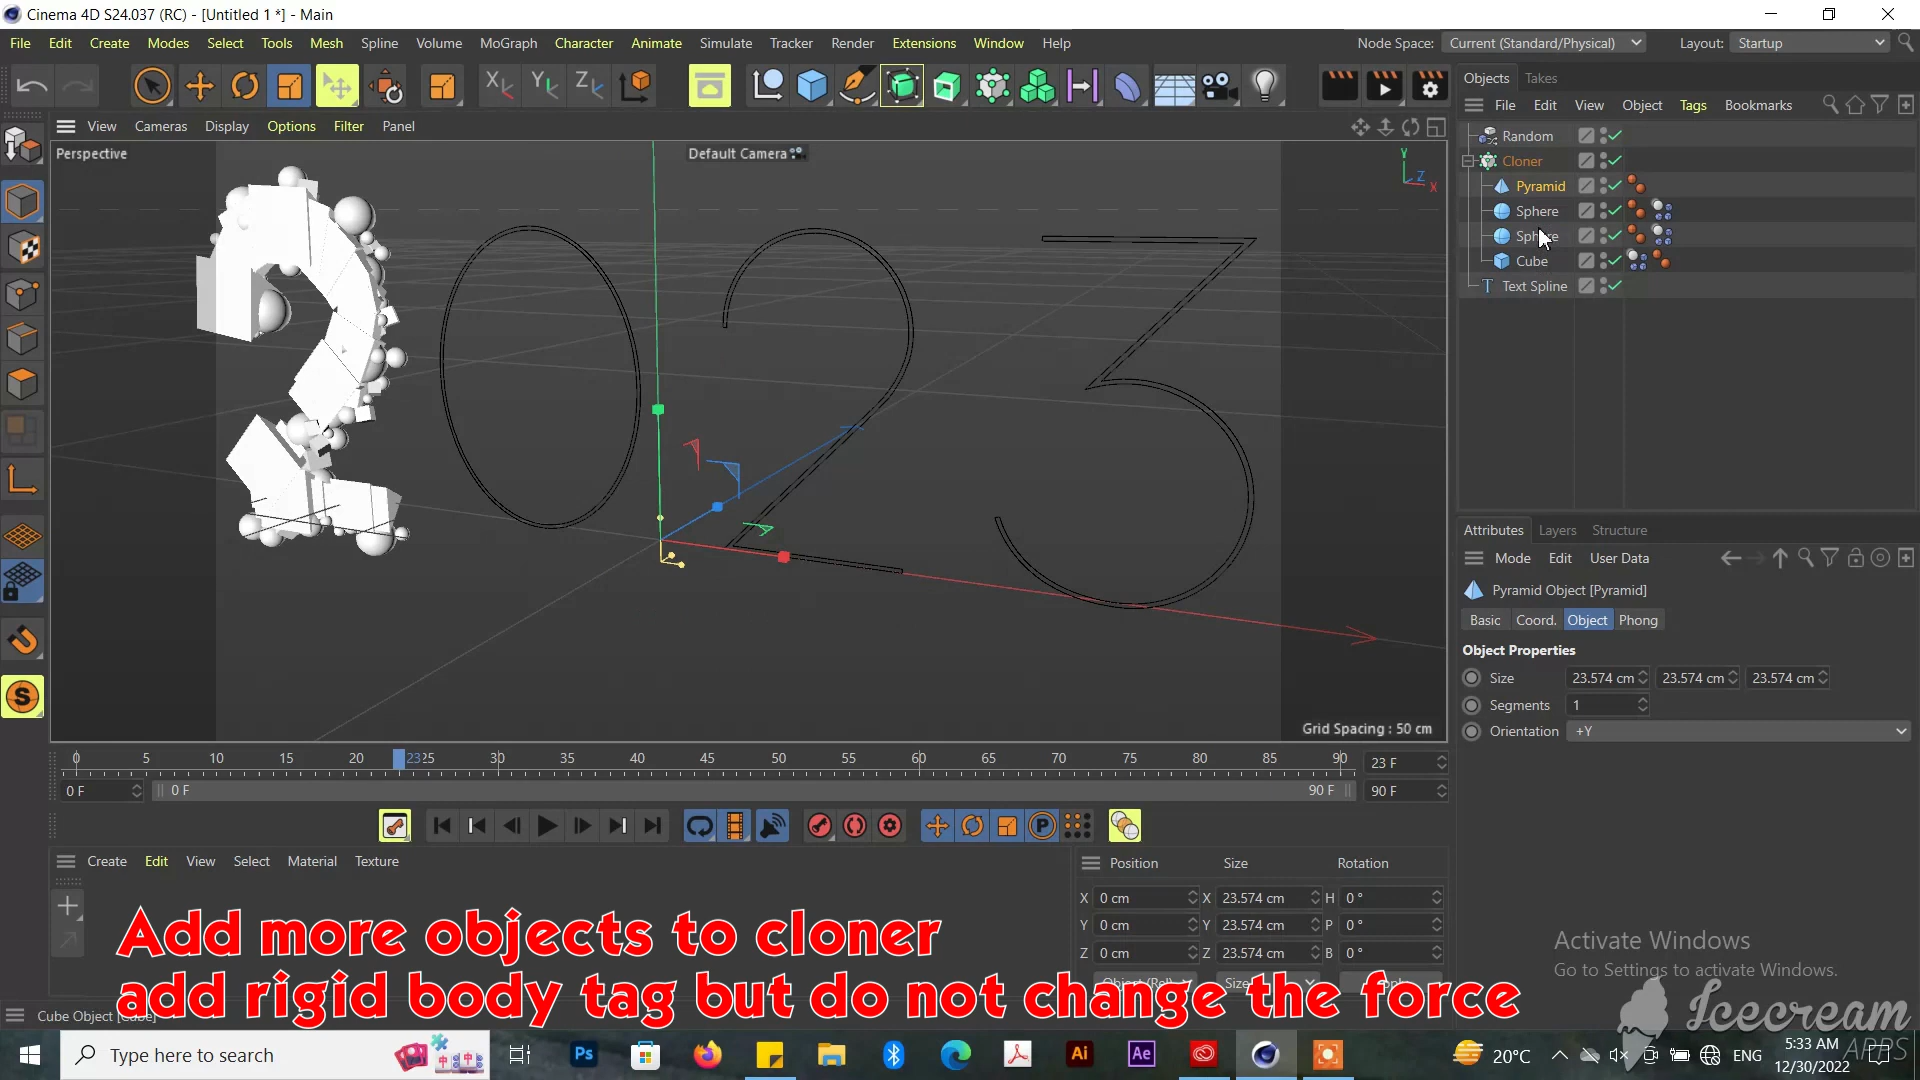 Cinema 4D S24.037 (RC) - [Untitled 1 *] - Main
File Edit Create Modes Select Tools Mesh Spline Volume MoGraph Character Animate Simulate Tracker Render Extensions Window Help
Node Space: Current (Standard/Physical) Layout: Startup
X Y Z
Objects Takes
File Edit View Object Tags Bookmarks
View Cameras Display Options Filter Panel
Perspective
Default Camera
Y
Z
X
Random
Cloner
Pyramid
Sphere
Sphere
Cube
Text Spline
Grid Spacing : 50 cm
Attributes Layers Structure
Mode Edit User Data
Pyramid Object [Pyramid]
Basic Coord. Object Phong
Object Properties
Size 23.574 cm 23.574 cm 23.574 cm
Segments 1
Orientation +Y
0 5 10 15 20 2325 30 35 40 45 50 55 60 65 70 75 80 85 90 23 F
0 F 0 F 90 F 90 F
Create Edit View Select Material Texture
Position Size Rotation
X 0 cm X 23.574 cm H 0 °
Y 0 cm Y 23.574 cm P 0 °
Z 0 cm Z 23.574 cm B 0 °
Add more objects to cloner
add rigid body tag but do not change the force
Activate Windows
Go to Settings to activate Windows.
Icecream
APPS
Cube Object [Cube]
Type here to search
Ps Ai Ae
20°C
ENG
5:33 AM
12/30/2022